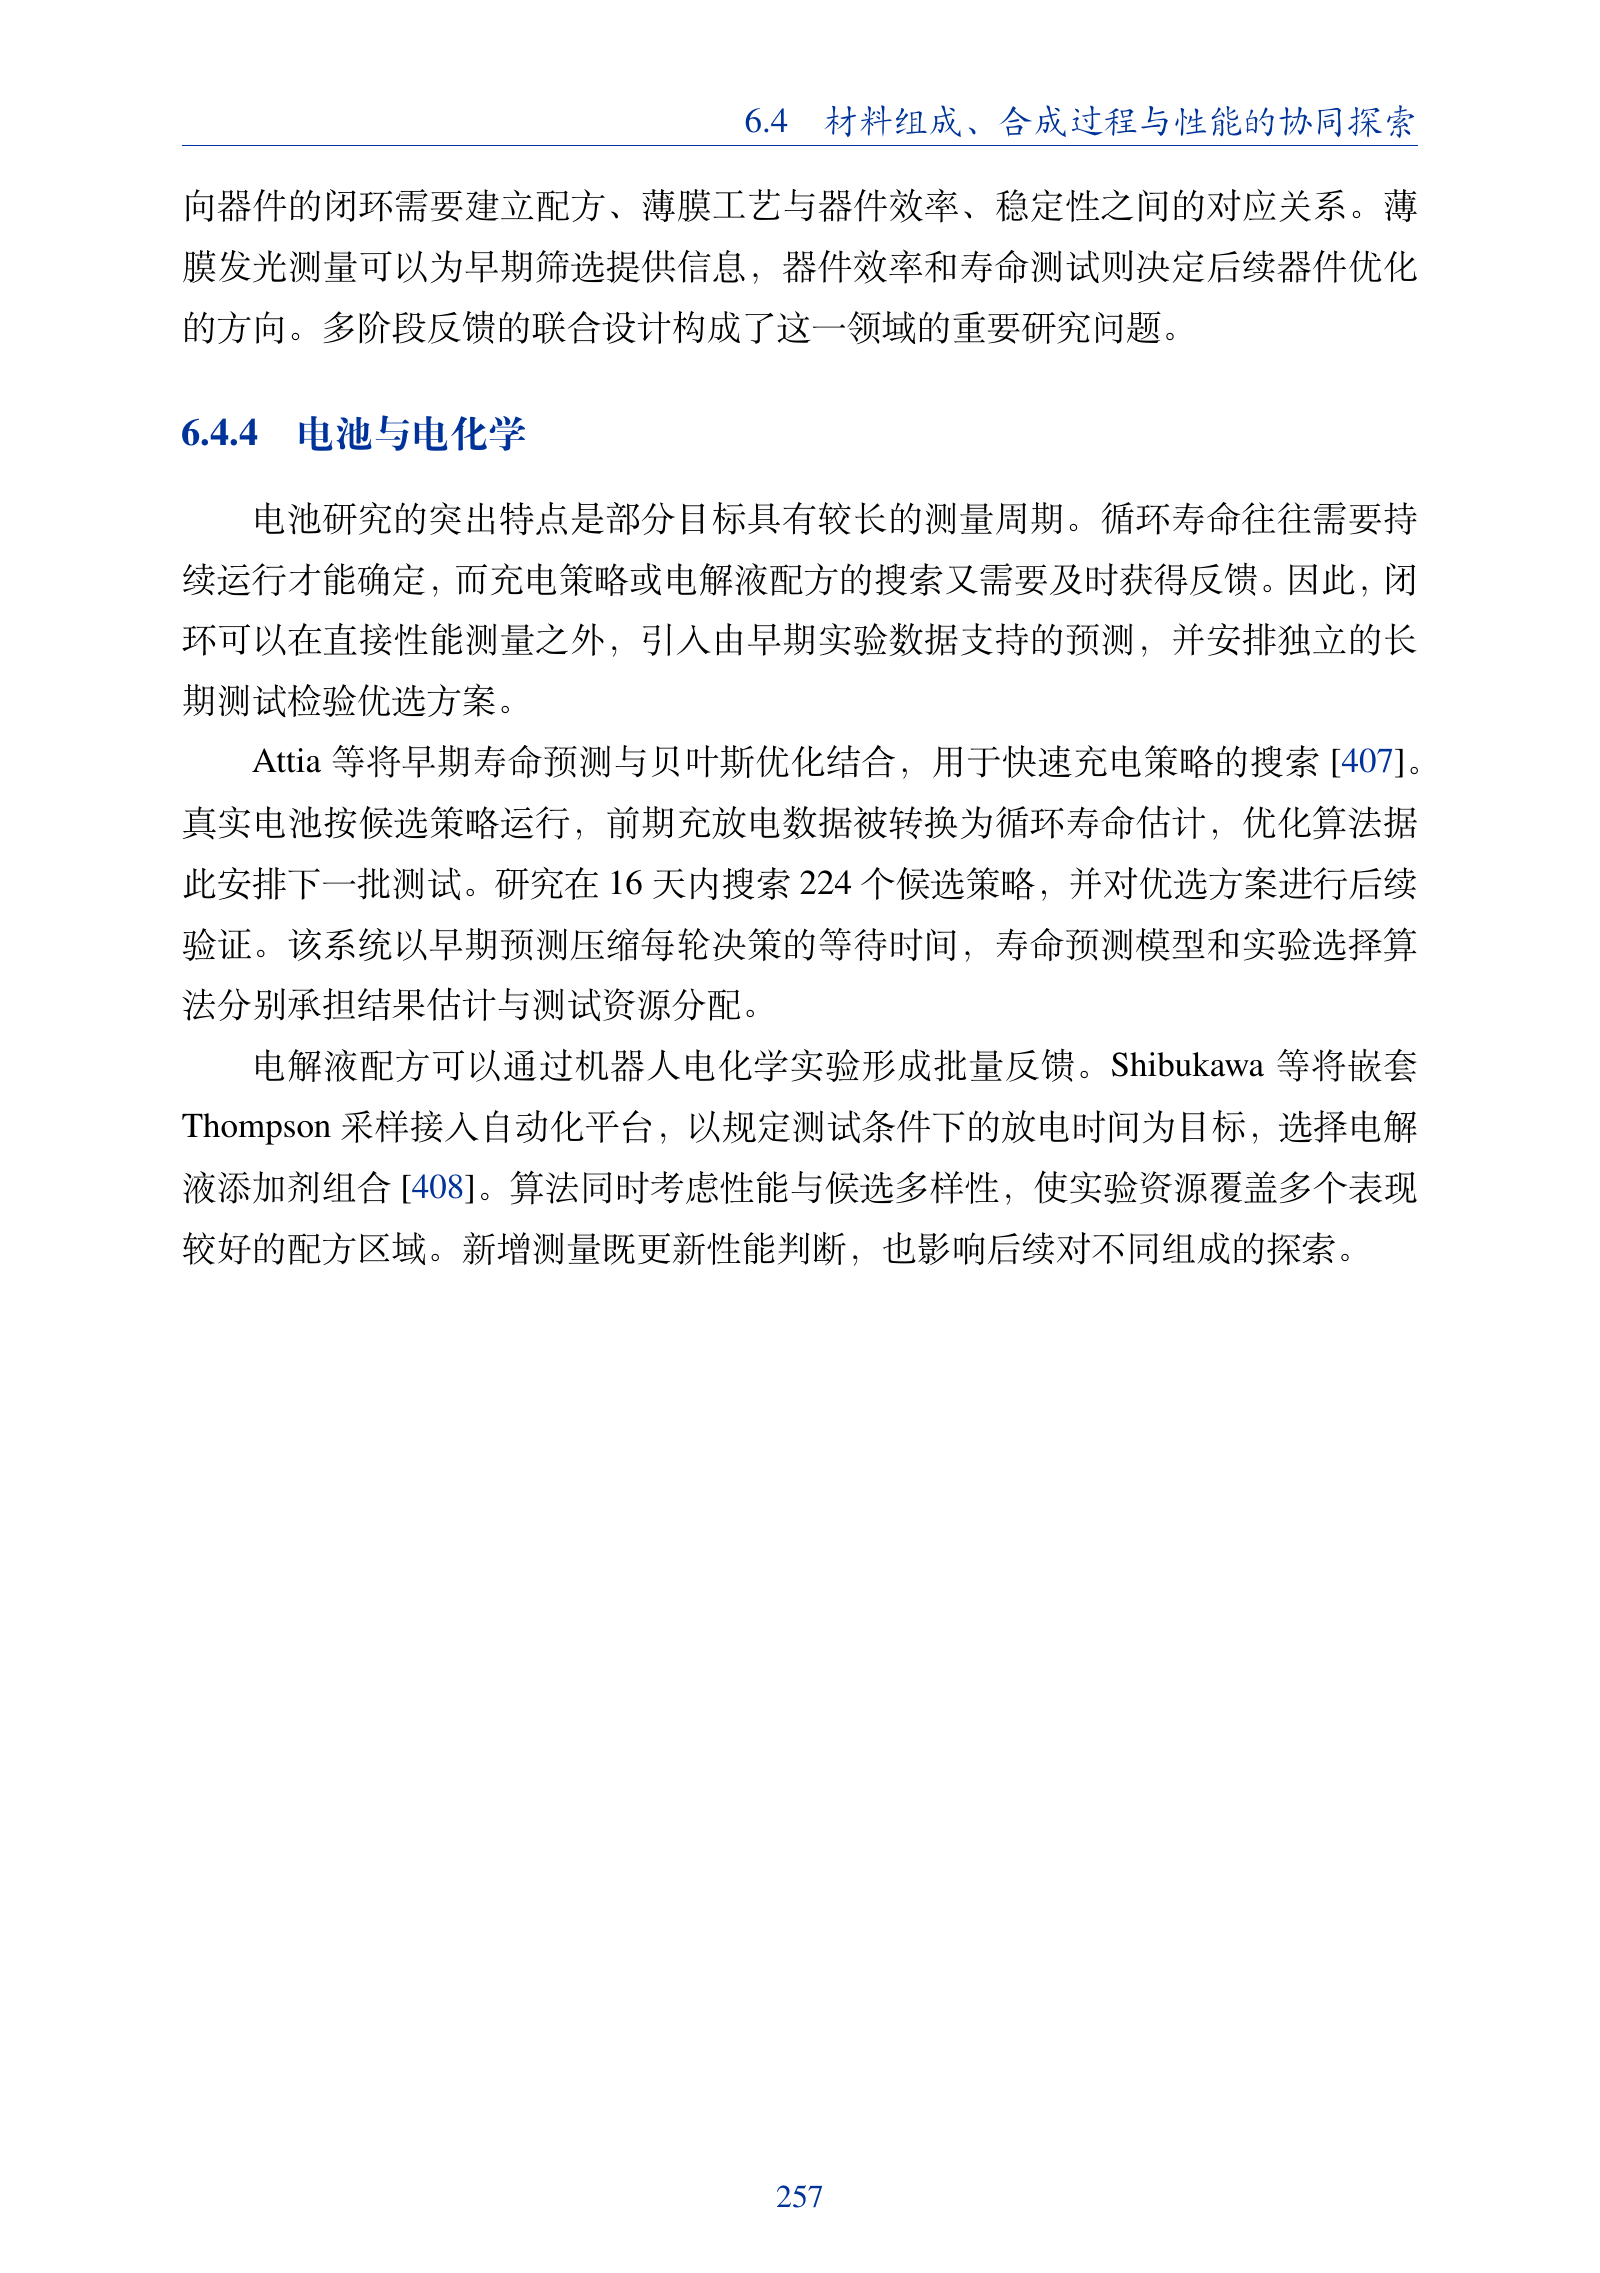 6.4 材料组成、合成过程与性能的协同探索
向器件的闭环需要建立配方、薄膜工艺与器件效率、稳定性之间的对应关系。薄
膜发光测量可以为早期筛选提供信息，器件效率和寿命测试则决定后续器件优化
的方向。多阶段反馈的联合设计构成了这一领域的重要研究问题。
6.4.4 电池与电化学
电池研究的突出特点是部分目标具有较长的测量周期。循环寿命往往需要持
续运行才能确定，而充电策略或电解液配方的搜索又需要及时获得反馈。因此，闭
环可以在直接性能测量之外，引入由早期实验数据支持的预测，并安排独立的长
期测试检验优选方案。
Attia 等将早期寿命预测与贝叶斯优化结合，用于快速充电策略的搜索 [407]。
真实电池按候选策略运行，前期充放电数据被转换为循环寿命估计，优化算法据
此安排下一批测试。研究在 16 天内搜索 224 个候选策略，并对优选方案进行后续
验证。该系统以早期预测压缩每轮决策的等待时间，寿命预测模型和实验选择算
法分别承担结果估计与测试资源分配。
电解液配方可以通过机器人电化学实验形成批量反馈。Shibukawa 等将嵌套
Thompson 采样接入自动化平台，以规定测试条件下的放电时间为目标，选择电解
液添加剂组合 [408]。算法同时考虑性能与候选多样性，使实验资源覆盖多个表现
较好的配方区域。新增测量既更新性能判断，也影响后续对不同组成的探索。
257